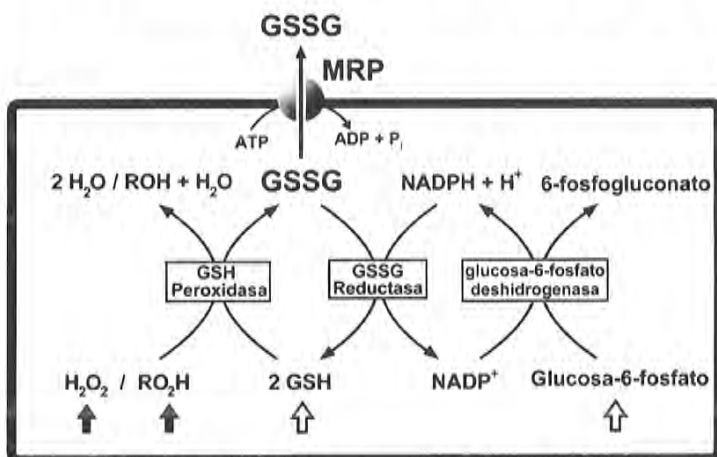 GSSG
MRP
ATP
ADP + Pi
2 H₂O / ROH + H₂O
GSSG
NADPH + H⁺
6-fosfogluconato
GSH
Peroxidasa
GSSG
Reductasa
glucosa-6-fosfato
deshidrogenasa
H₂O₂ / RO₂H
2 GSH
NADP⁺
Glucosa-6-fosfato